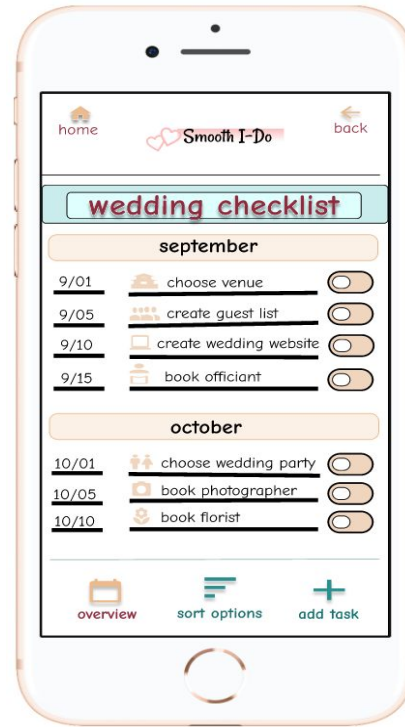 home
Smooth I-Do
back
wedding checklist
september
9/01 choose venue
9/05 create guest list
9/10 create wedding website
9/15 book officiant
october
10/01 choose wedding party
10/05 book photographer
10/10 book florist
overview
sort options
add task